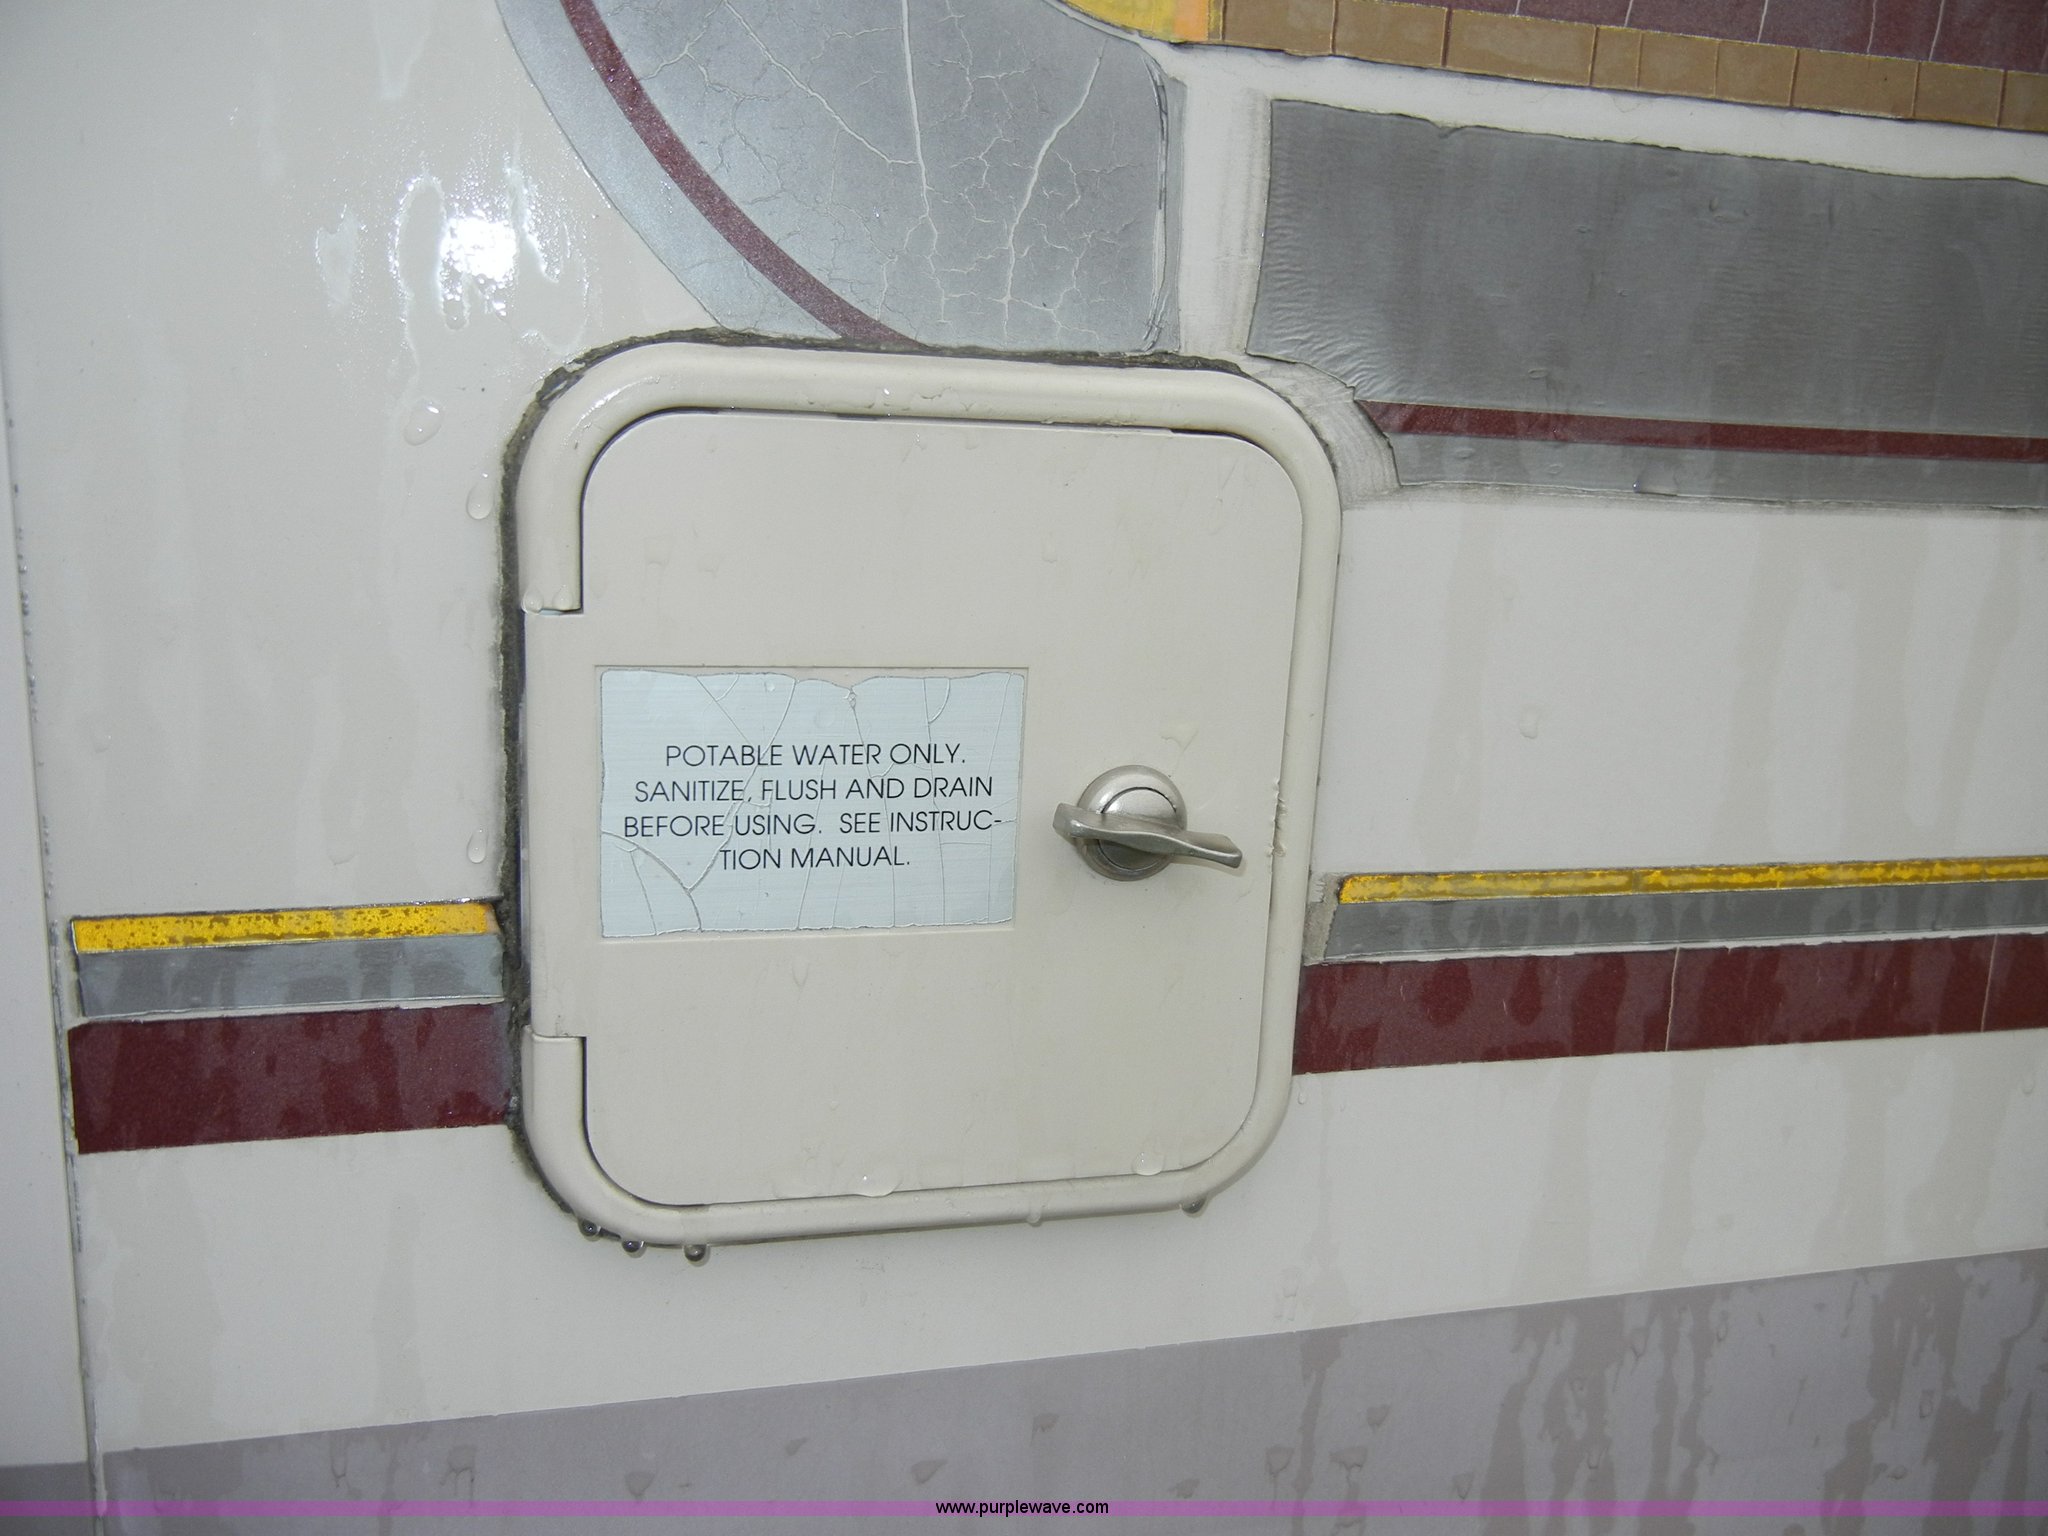 POTABLE WATER ONLY.
SANITIZE, FLUSH AND DRAIN
BEFORE USING. SEE INSTRUC-
TION MANUAL.
www.purplewave.com